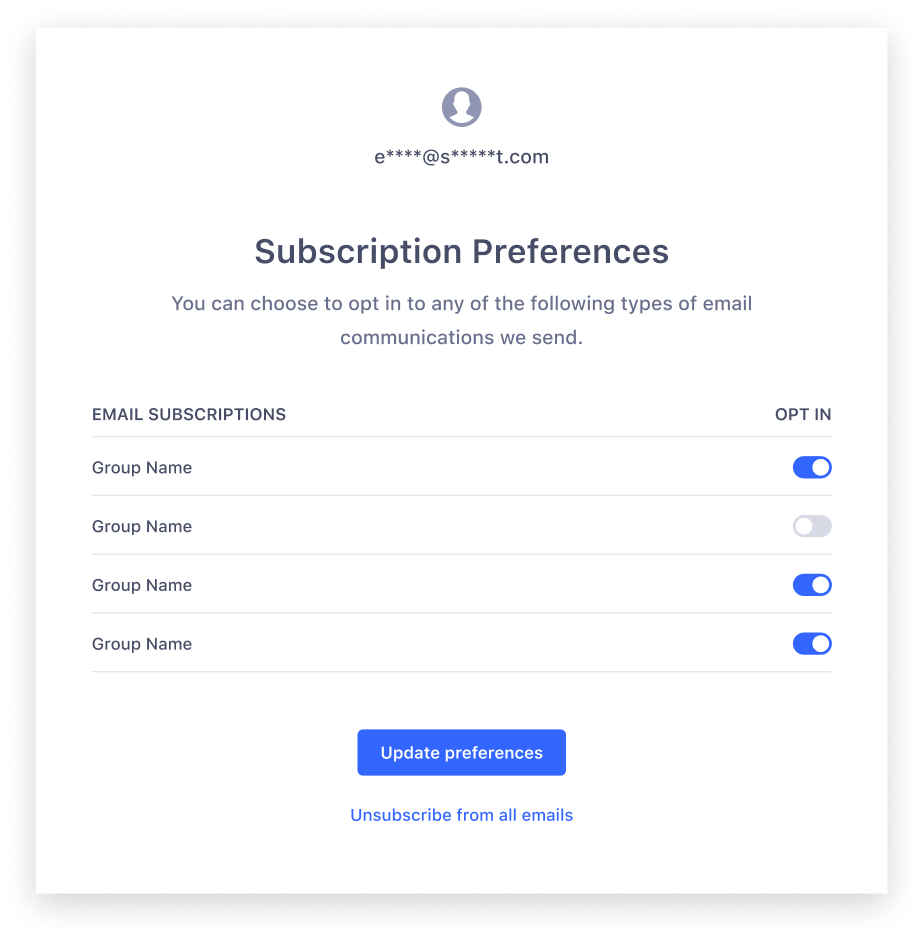 e****@s*****t.com
Subscription Preferences
You can choose to opt in to any of the following types of email
communications we send.
EMAIL SUBSCRIPTIONS OPT IN
Group Name
Group Name
Group Name
Group Name
Update preferences
Unsubscribe from all emails